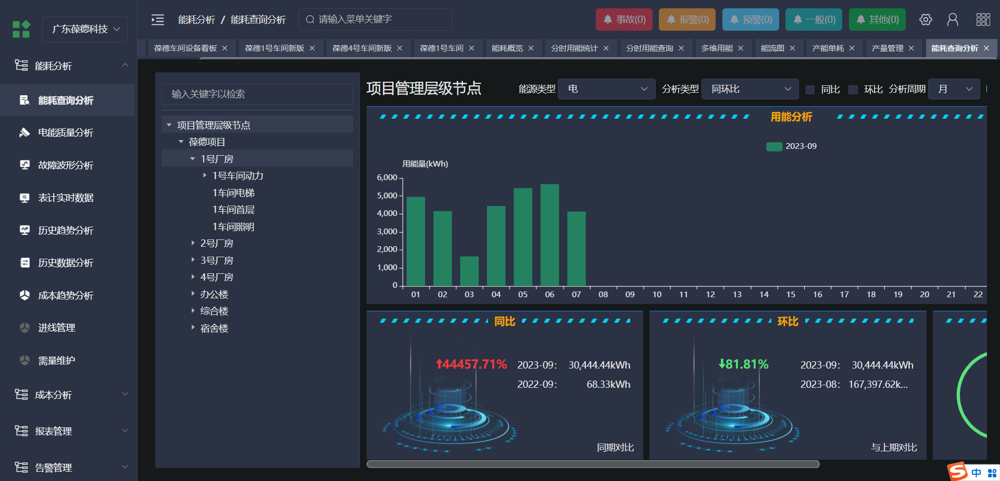 广东葆德科技
能耗分析 / 能耗查询分析
请输入菜单关键字
事故(0)
报警(0)
预警(0)
一般(0)
其他(0)
葆德车间设备看板
葆德1号车间新版
葆德4号车间新版
葆德1号车间
能耗概览
分时用能统计
分时用能查询
多维用能
能流图
产能单耗
产量管理
能耗查询分析
能耗分析
能耗查询分析
电能质量分析
故障波形分析
表计实时数据
历史趋势分析
历史数据分析
成本趋势分析
进线管理
需量维护
成本分析
报表管理
告警管理
输入关键字以检索
项目管理层级节点
葆德项目
1号厂房
1号车间动力
1车间电梯
1车间首层
1车间照明
2号厂房
3号厂房
4号厂房
办公楼
综合楼
宿舍楼
项目管理层级节点
能源类型 电
分析类型 同环比
同比 环比
分析周期 月
用能分析
2023-09
用能量(kWh)
6,000
5,000
4,000
3,000
2,000
1,000
0
01 02 03 04 05 06 07 08 09 10 11 12 13 14 15 16 17 18 19 20 21 22
同比
44457.71%
2023-09: 30,444.44kWh
2022-09: 68.33kWh
同期对比
环比
81.81%
2023-09: 30,444.44kWh
2023-08: 167,397.62k...
与上期对比
S 中